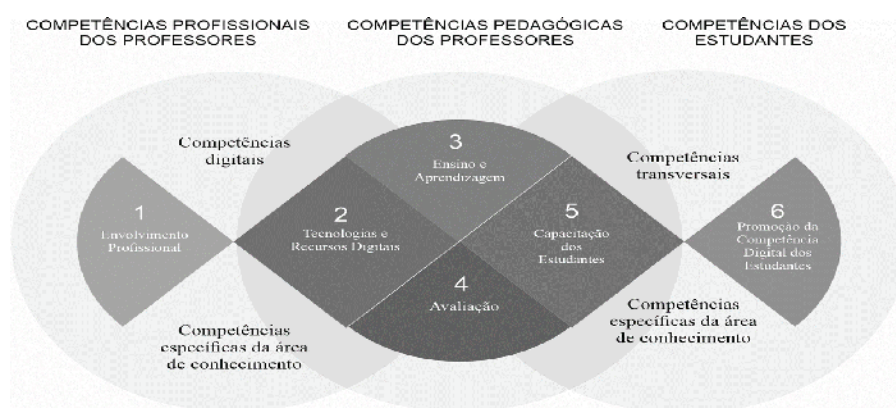 COMPETÊNCIAS PROFISSIONAIS
DOS PROFESSORES
COMPETÊNCIAS PEDAGÓGICAS
DOS PROFESSORES
COMPETÊNCIAS DOS
ESTUDANTES
Competências
digitais
3
Ensino e
Aprendizagem
Competências
transversais
1
Envolvimento
Profissional
2
Tecnologias e
Recursos Digitais
5
Capacitação
dos
Estudantes
6
Promoção da
Competência
Digital dos
Estudantes
4
Avaliação
Competências
específicas da área
de conhecimento
Competências
específicas da área
de conhecimento